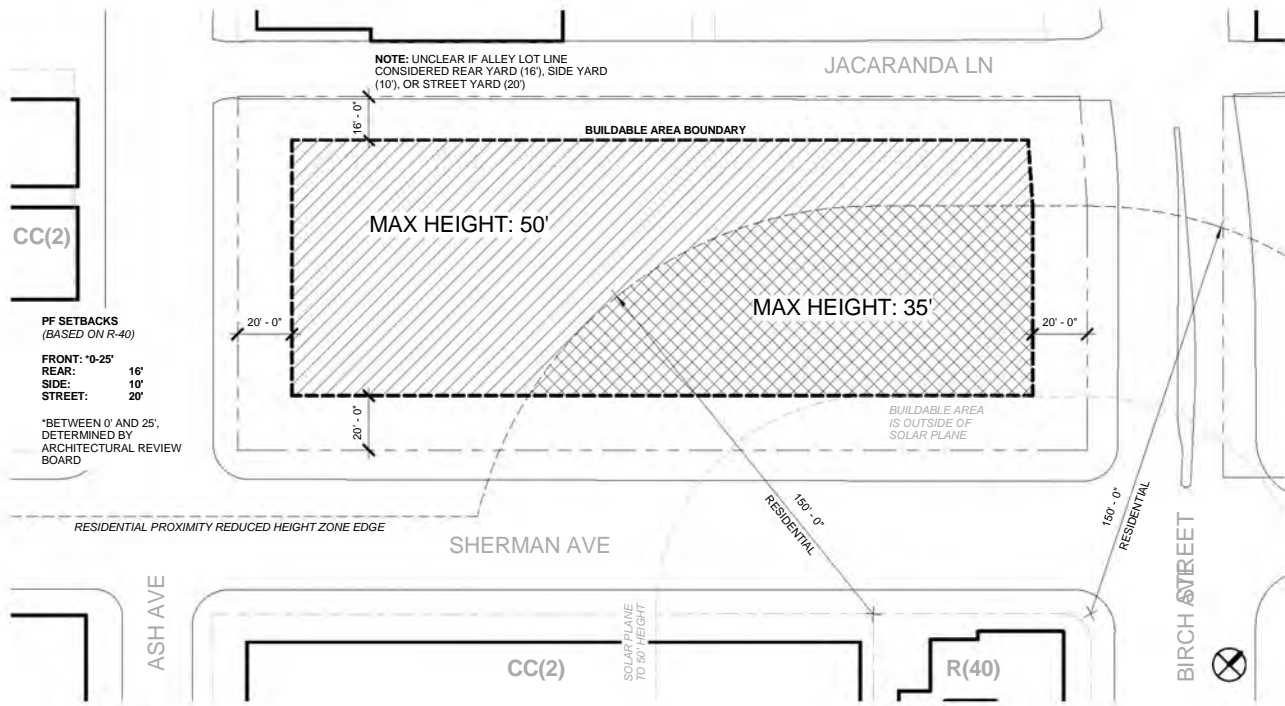 NOTE: UNCLEAR IF ALLEY LOT LINE
CONSIDERED REAR YARD (16'), SIDE YARD
(10'), OR STREET YARD (20')
JACARANDA LN
16' - 0"
BUILDABLE AREA BOUNDARY
MAX HEIGHT: 50'
CC(2)
MAX HEIGHT: 35'
PF SETBACKS
(BASED ON R-40)
FRONT: *0-25'
REAR: 16'
SIDE: 10'
STREET: 20'
*BETWEEN 0' AND 25',
DETERMINED BY
ARCHITECTURAL REVIEW
BOARD
20' - 0"
20' - 0"
20' - 0"
BUILDABLE AREA
IS OUTSIDE OF
SOLAR PLANE
150' - 0"
RESIDENTIAL
150' - 0"
RESIDENTIAL
RESIDENTIAL PROXIMITY REDUCED HEIGHT ZONE EDGE
SHERMAN AVE
ASH AVE
SOLAR PLANE
TO 50' HEIGHT
CC(2)
R(40)
BIRCH STREET